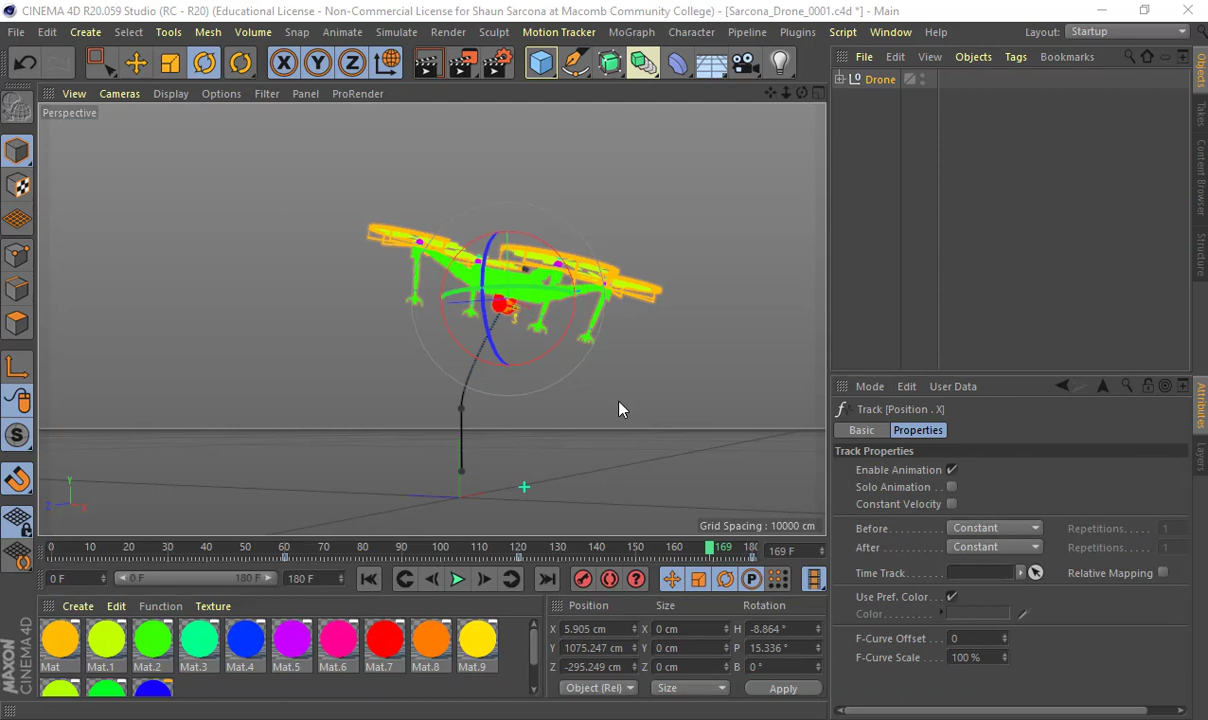 CINEMA 4D R20.059 Studio (RC - R20) (Educational License - Non-Commercial License for Shaun Sarcona at Macomb Community College) - [Sarcona_Drone_0001.c4d *] - Main
File Edit Create Select Tools Mesh Volume Snap Animate Simulate Render Sculpt Motion Tracker MoGraph Character Pipeline Plugins Script Window Help Layout: Startup
X Y Z
File Edit View Objects Tags Bookmarks
Drone
View Cameras Display Options Filter Panel ProRender
Perspective
Objects
Takes
Content Browser
Structure
Mode Edit User Data
Track [Position . X]
Basic Properties
Track Properties
Enable Animation
Solo Animation
Constant Velocity
Before Constant Repetitions 1
After Constant Repetitions 1
Time Track Relative Mapping
Use Pref. Color
Color
F-Curve Offset 0
F-Curve Scale 100 %
Attributes
Layers
Y
Z X
Grid Spacing : 10000 cm
0 10 20 30 40 50 60 70 80 90 100 110 120 130 140 150 160 169 180 169 F
0 F 0 F 180 F 180 F
Create Edit Function Texture
Mat Mat.1 Mat.2 Mat.3 Mat.4 Mat.5 Mat.6 Mat.7 Mat.8 Mat.9
Position Size Rotation
X 5.905 cm X 0 cm H -8.864 °
Y 1075.247 cm Y 0 cm P 15.336 °
Z -295.249 cm Z 0 cm B 0 °
Object (Rel) Size Apply
MAXON CINEMA 4D